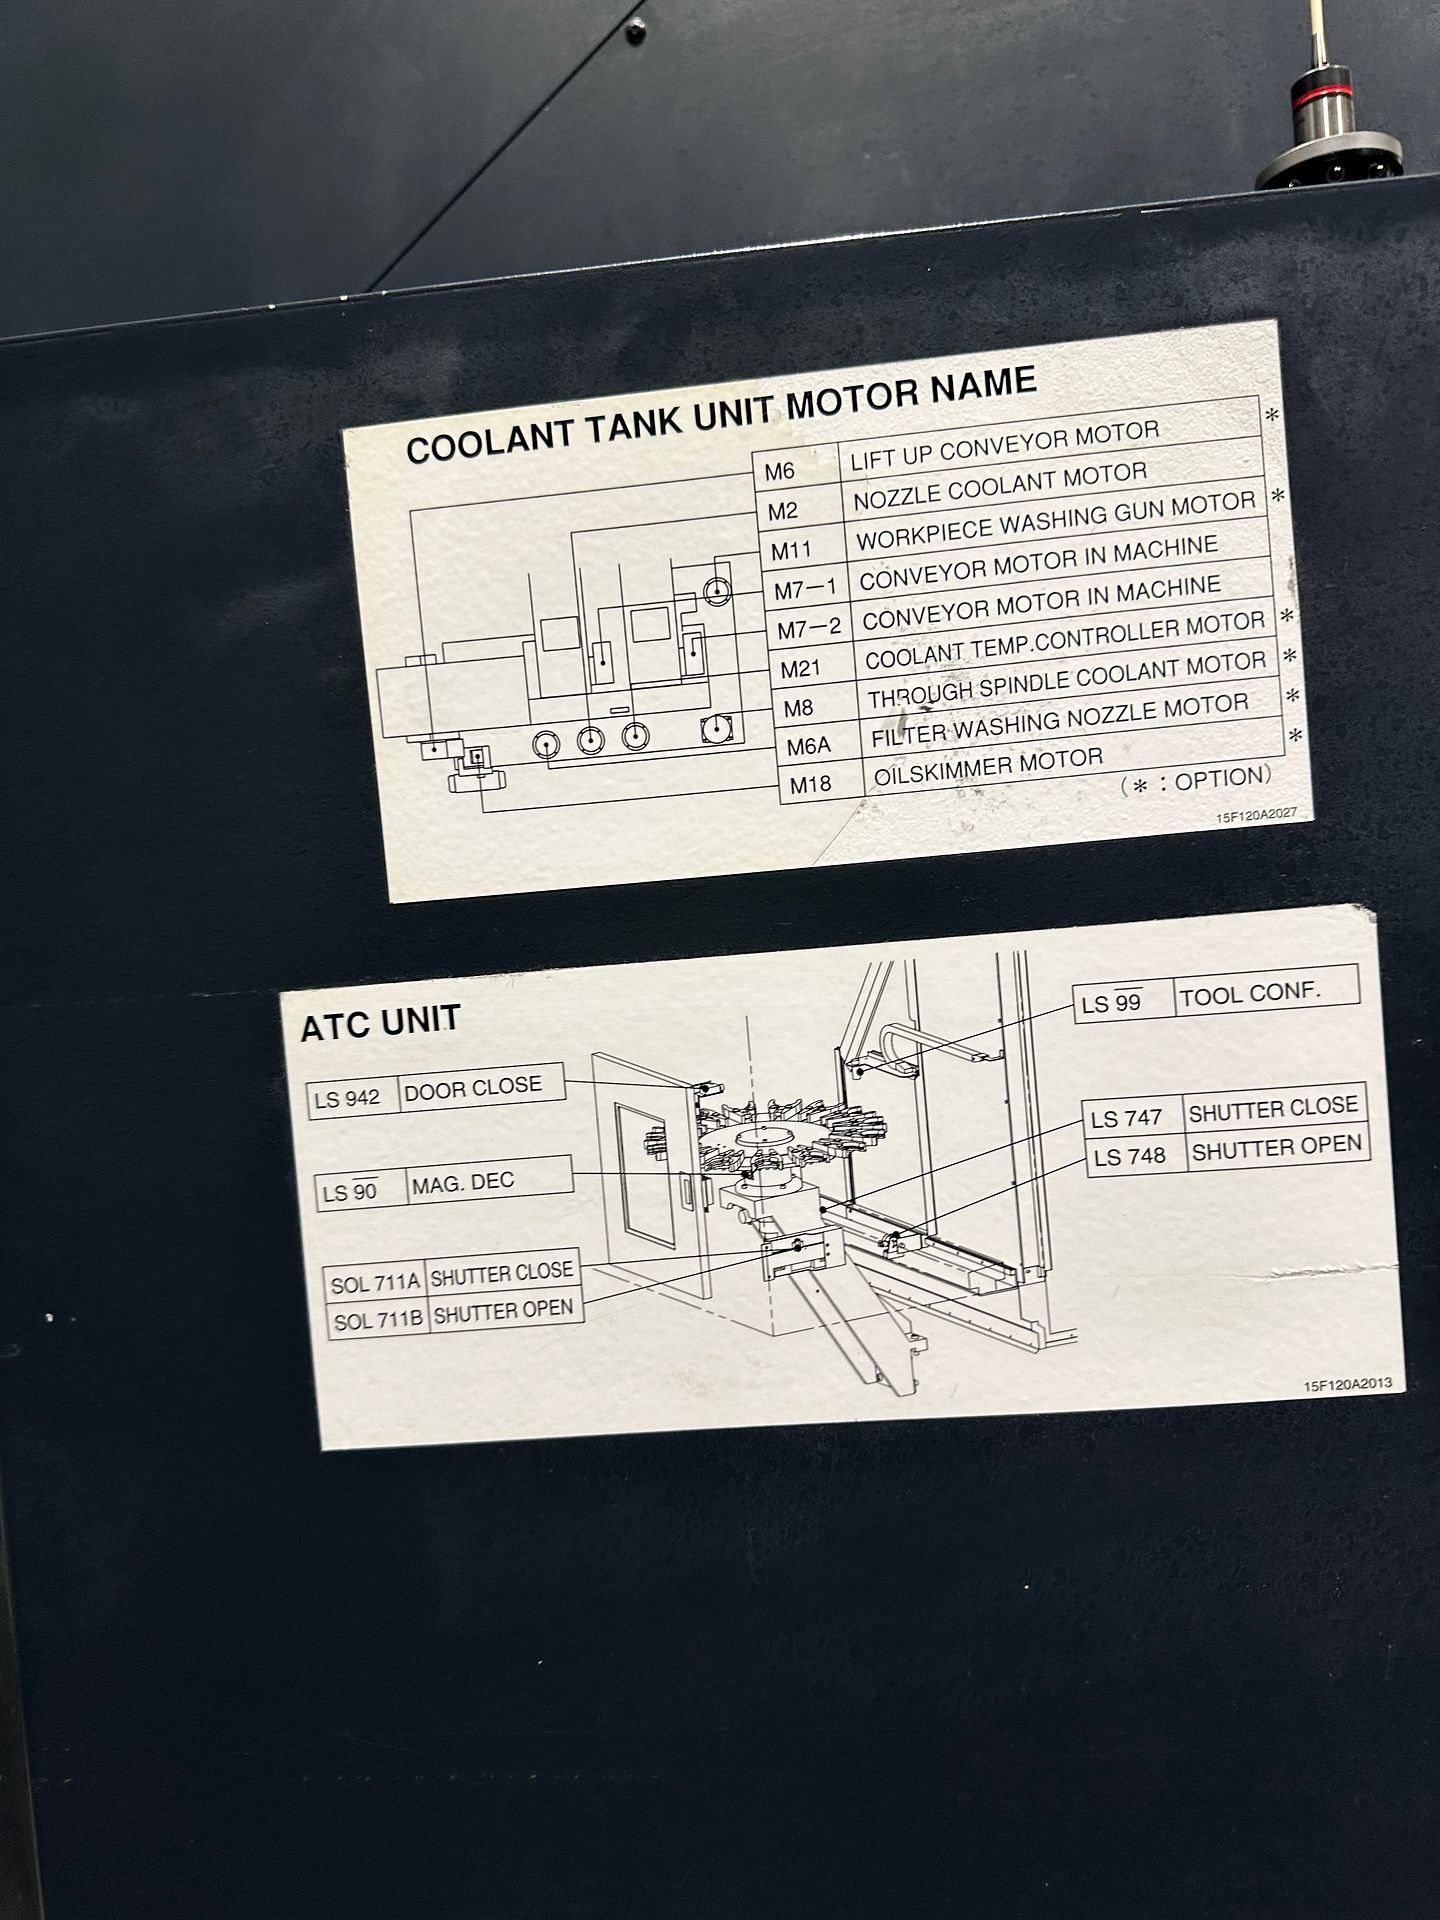 COOLANT TANK UNIT MOTOR NAME
M6 LIFT UP CONVEYOR MOTOR *
M2 NOZZLE COOLANT MOTOR
M11 WORKPIECE WASHING GUN MOTOR *
M7-1 CONVEYOR MOTOR IN MACHINE
M7-2 CONVEYOR MOTOR IN MACHINE
M21 COOLANT TEMP.CONTROLLER MOTOR *
M8 THROUGH SPINDLE COOLANT MOTOR *
M6A FILTER WASHING NOZZLE MOTOR *
M18 OILSKIMMER MOTOR *
(* : OPTION)
15F120A2027
ATC UNIT
LS 942 DOOR CLOSE
LS 9̅0̅ MAG. DEC
SOL 711A SHUTTER CLOSE
SOL 711B SHUTTER OPEN
LS 9̅9̅ TOOL CONF.
LS 747 SHUTTER CLOSE
LS 748 SHUTTER OPEN
15F120A2013